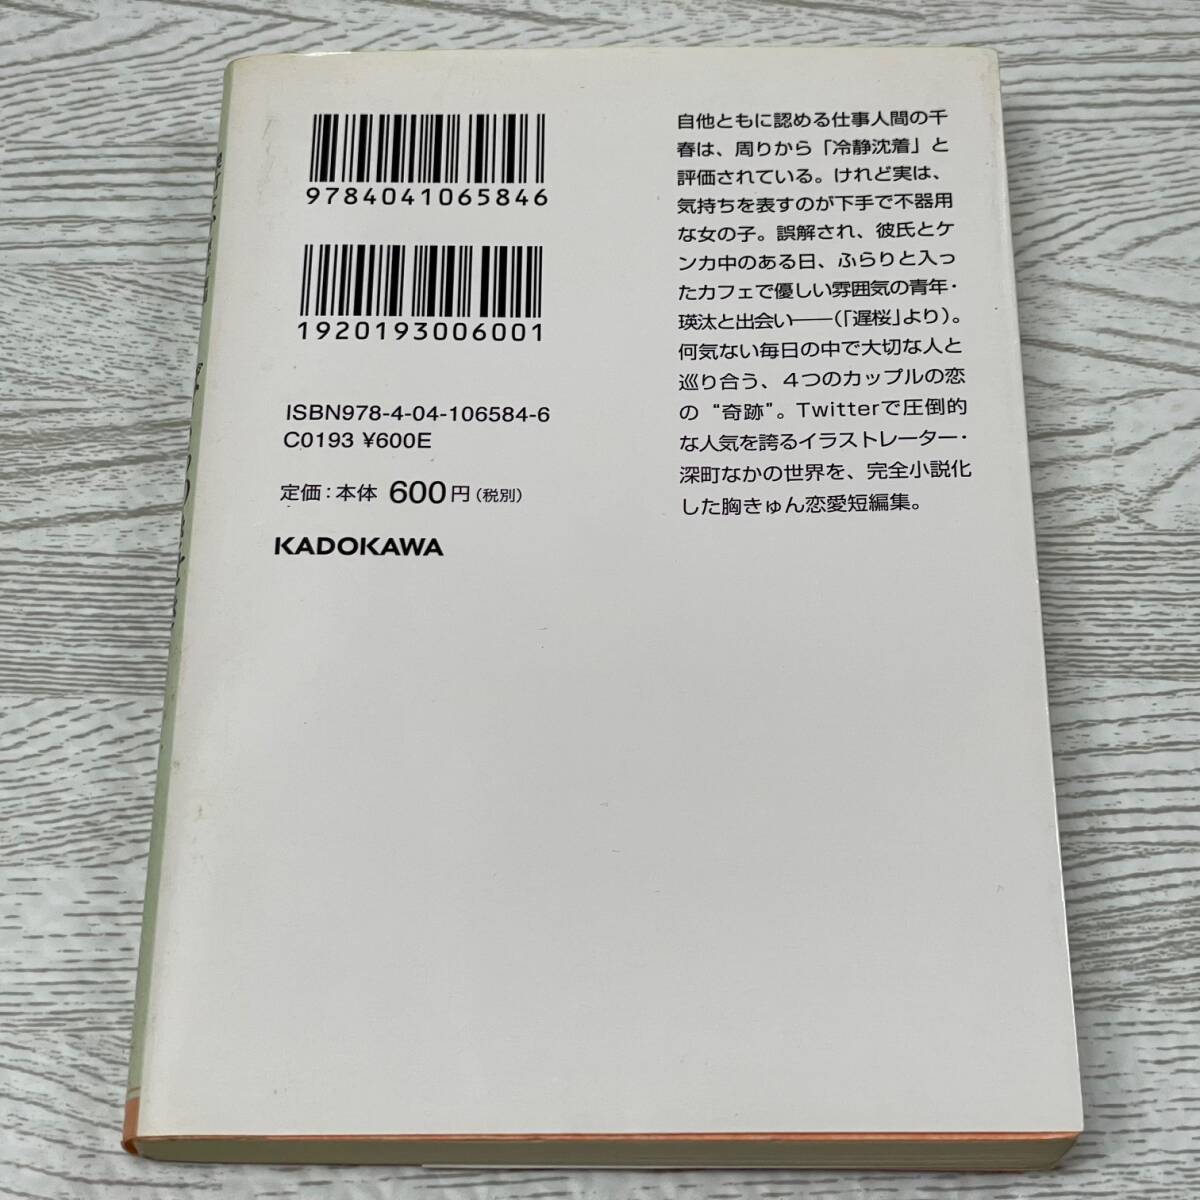 9784041065846
1920193006001
ISBN978-4-04-106584-6
C0193 ¥600E
定価：本体 600円（税別）
KADOKAWA
自他ともに認める仕事人間の千
春は、周りから「冷静沈着」と
評価されている。けれど実は、
気持ちを表すのが下手で不器用
な女の子。誤解され、彼氏とケ
ンカ中のある日、ふらりと入っ
たカフェで優しい雰囲気の青年・
瑛汰と出会い――（「遅桜」より）。
何気ない毎日の中で大切な人と
巡り合う、４つのカップルの恋
の“奇跡”。Twitterで圧倒的
な人気を誇るイラストレーター・
深町なかの世界を、完全小説化
した胸きゅん恋愛短編集。